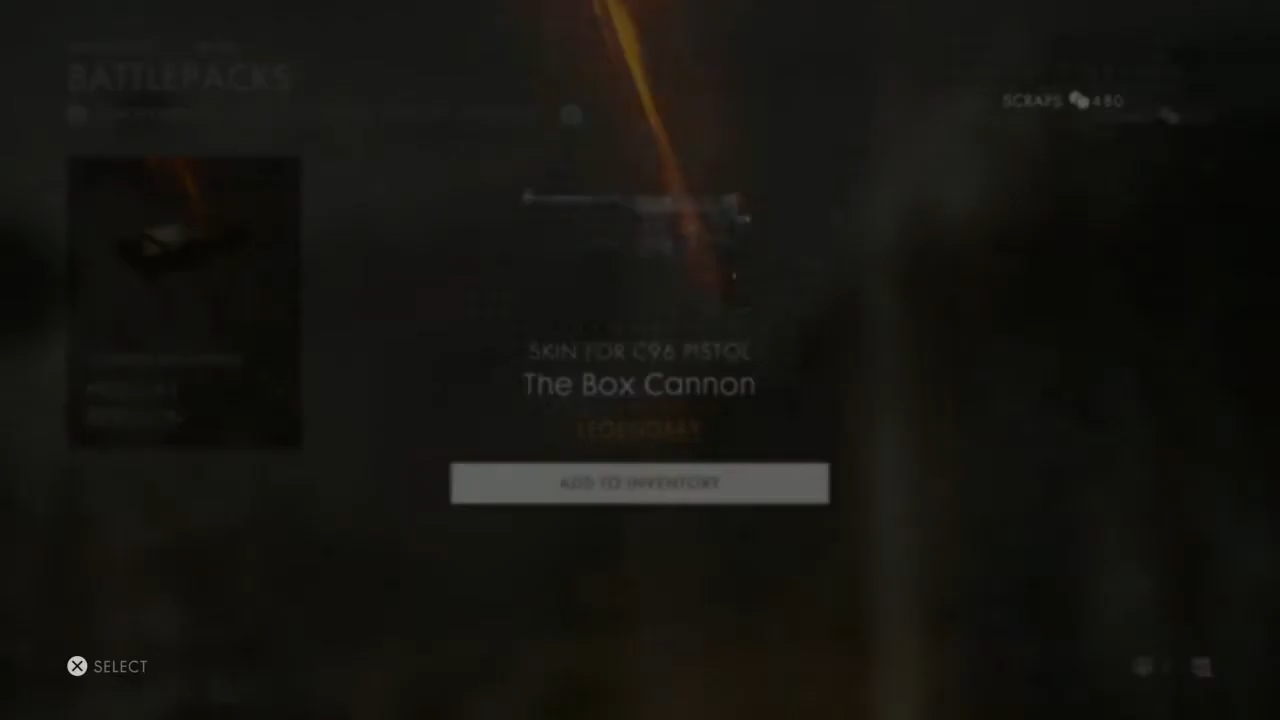 BATTLEPACKS
SCRAPS 480
SKIN FOR C96 PISTOL
The Box Cannon
LEGENDARY
ADD TO INVENTORY
SELECT